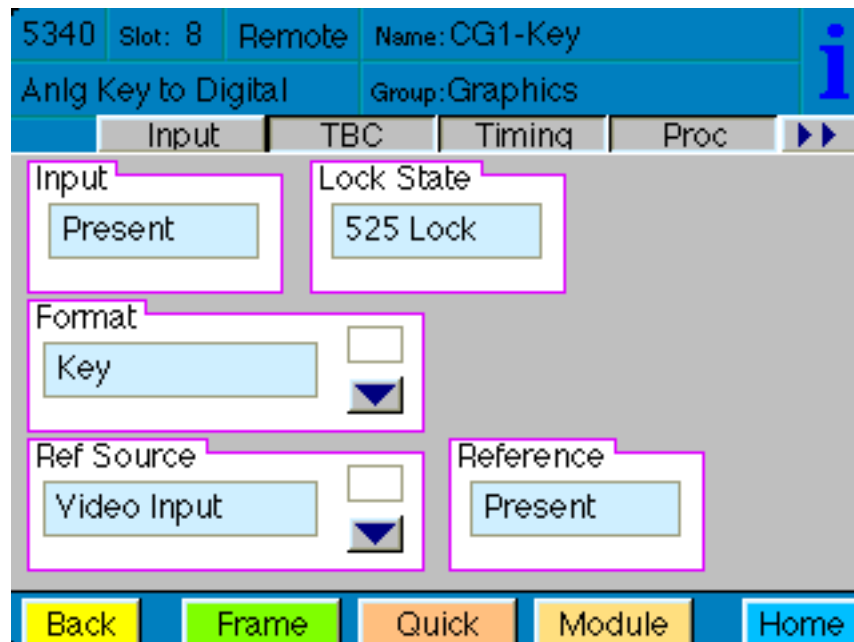 5340 Slot: 8 Remote Name: CG1-Key
Anlg Key to Digital Group: Graphics
i
Input TBC Timing Proc
Input Lock State
Present 525 Lock
Format
Key
Ref Source Reference
Video Input Present
Back Frame Quick Module Home